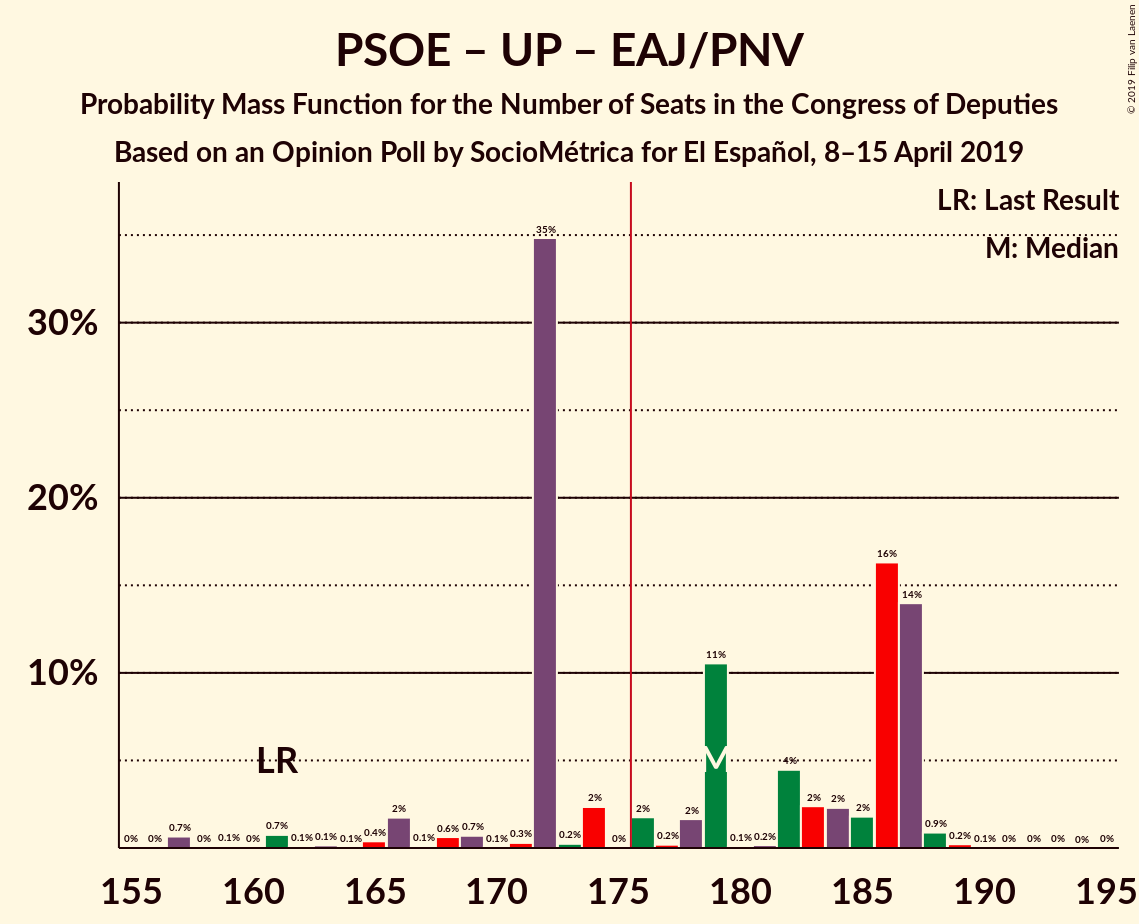 PSOE – UP – EAJ/PNV
Probability Mass Function for the Number of Seats in the Congress of Deputies
Based on an Opinion Poll by SocioMétrica for El Español, 8–15 April 2019
© 2019 Filip van Laenen
LR: Last Result
M: Median
30%
20%
10%
0% 0% 0.7% 0% 0.1% 0% 0.7% 0.1% 0.1% 0.1% 0.4% 2% 0.1% 0.6% 0.7% 0.1% 0.3% 35% 0.2% 2% 0% 2% 0.2% 2% 11% 0.1% 0.2% 4% 2% 2% 2% 16% 14% 0.9% 0.2% 0.1% 0% 0% 0% 0% 0%
LR
M
155 160 165 170 175 180 185 190 195